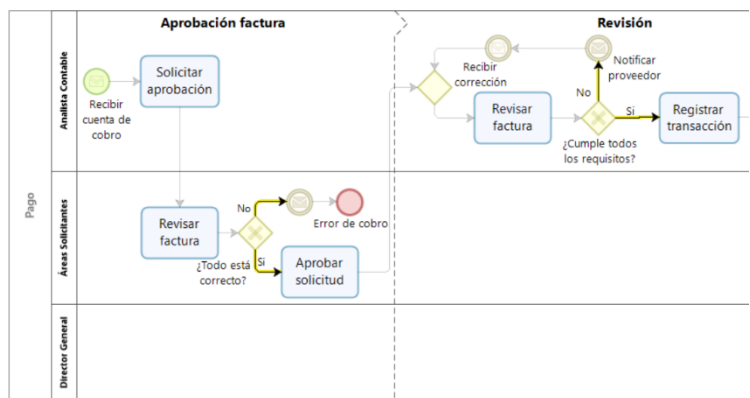 Aprobación factura
Revisión
Pago
Analista Contable
Recibir
cuenta de
cobro
Solicitar
aprobación
Recibir
corrección
Notificar
proveedor
No
Si
Revisar
factura
¿Cumple todos
los requisitos?
Registrar
transacción
Áreas Solicitantes
Revisar
factura
No
Si
¿Todo está
correcto?
Error de cobro
Aprobar
solicitud
Director General